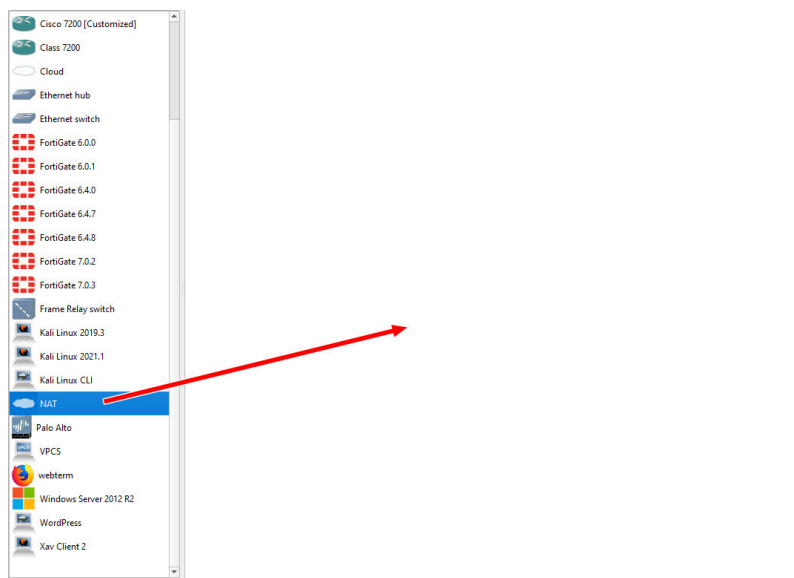 Cisco 7200 [Customized]
Class 7200
Cloud
Ethernet hub
Ethernet switch
FortiGate 6.0.0
FortiGate 6.0.1
FortiGate 6.4.0
FortiGate 6.4.7
FortiGate 6.4.8
FortiGate 7.0.2
FortiGate 7.0.3
Frame Relay switch
Kali Linux 2019.3
Kali Linux 2021.1
Kali Linux CLI
NAT
Palo Alto
VPCS
webterm
Windows Server 2012 R2
WordPress
Xav Client 2